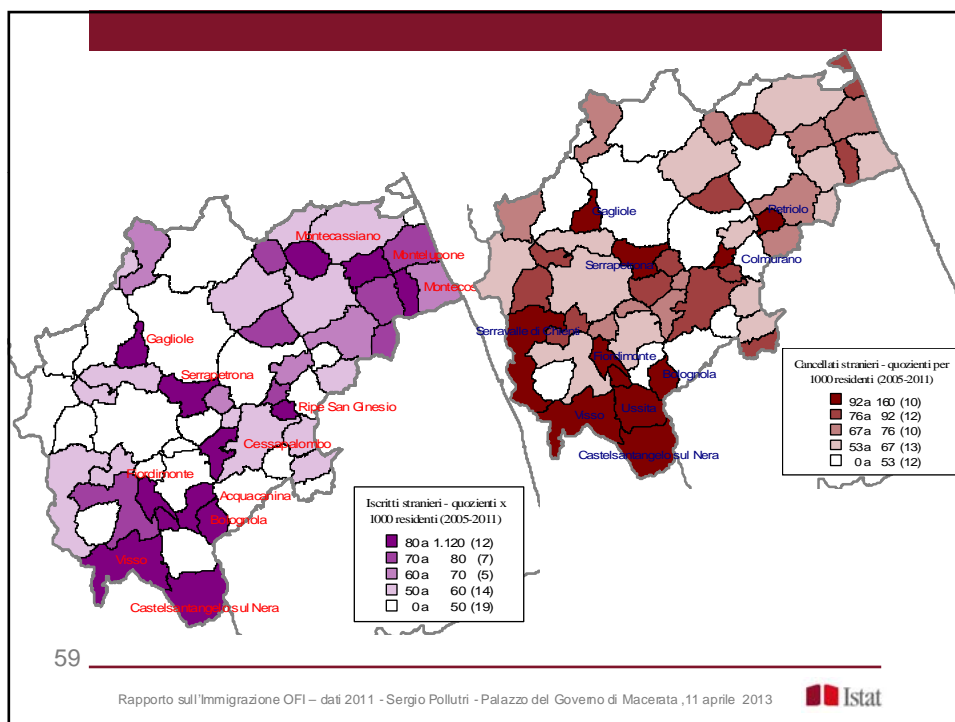 Montecassiano
Montelupone
Montecos
Gagliole
Serrapetrona
Ripe San Ginesio
Cessapalombo
Fiordimonte
Acquacanina
Bolognola
Visso
Castelsantangelo sul Nera
Iscritti stranieri - quozienti x
1000 residenti (2005-2011)
80 a 1.120 (12)
70 a 80 (7)
60 a 70 (5)
50 a 60 (14)
0 a 50 (19)
Gagliole
Petriolo
Colmurano
Serrapetrona
Serravalle di Chienti
Fiordimonte
Bolognola
Ussita
Visso
Castelsantangelo sul Nera
Cancellati stranieri - quozienti per
1000 residenti (2005-2011)
92 a 160 (10)
76 a 92 (12)
67 a 76 (10)
53 a 67 (13)
0 a 53 (12)
59
Rapporto sull'Immigrazione OFI – dati 2011 - Sergio Pollutri - Palazzo del Governo di Macerata ,11 aprile 2013
Istat